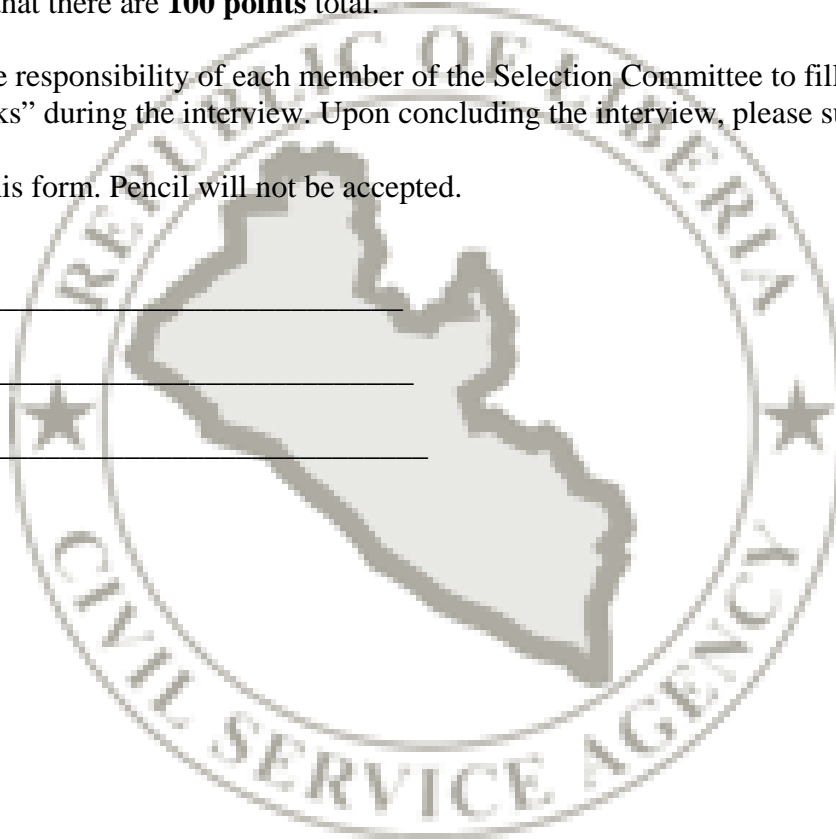 that there are 100 points total.
e responsibility of each member of the Selection Committee to fill
ks” during the interview. Upon concluding the interview, please su
is form. Pencil will not be accepted.
REPUBLIC OF LIBERIA
CIVIL SERVICE AGENCY